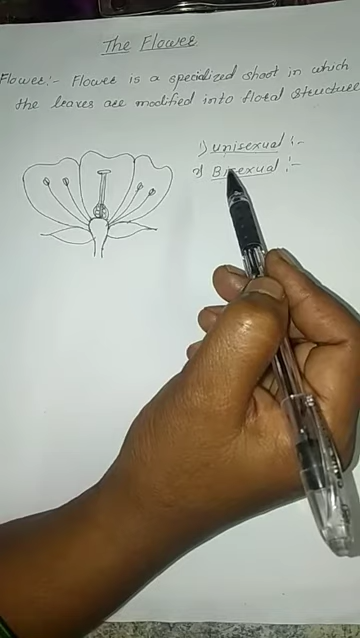 The Flower
Flower:- Flower is a specialized shoot in which
the leaves are modified into floral structure
1) Unisexual :-
2) Bisexual :-